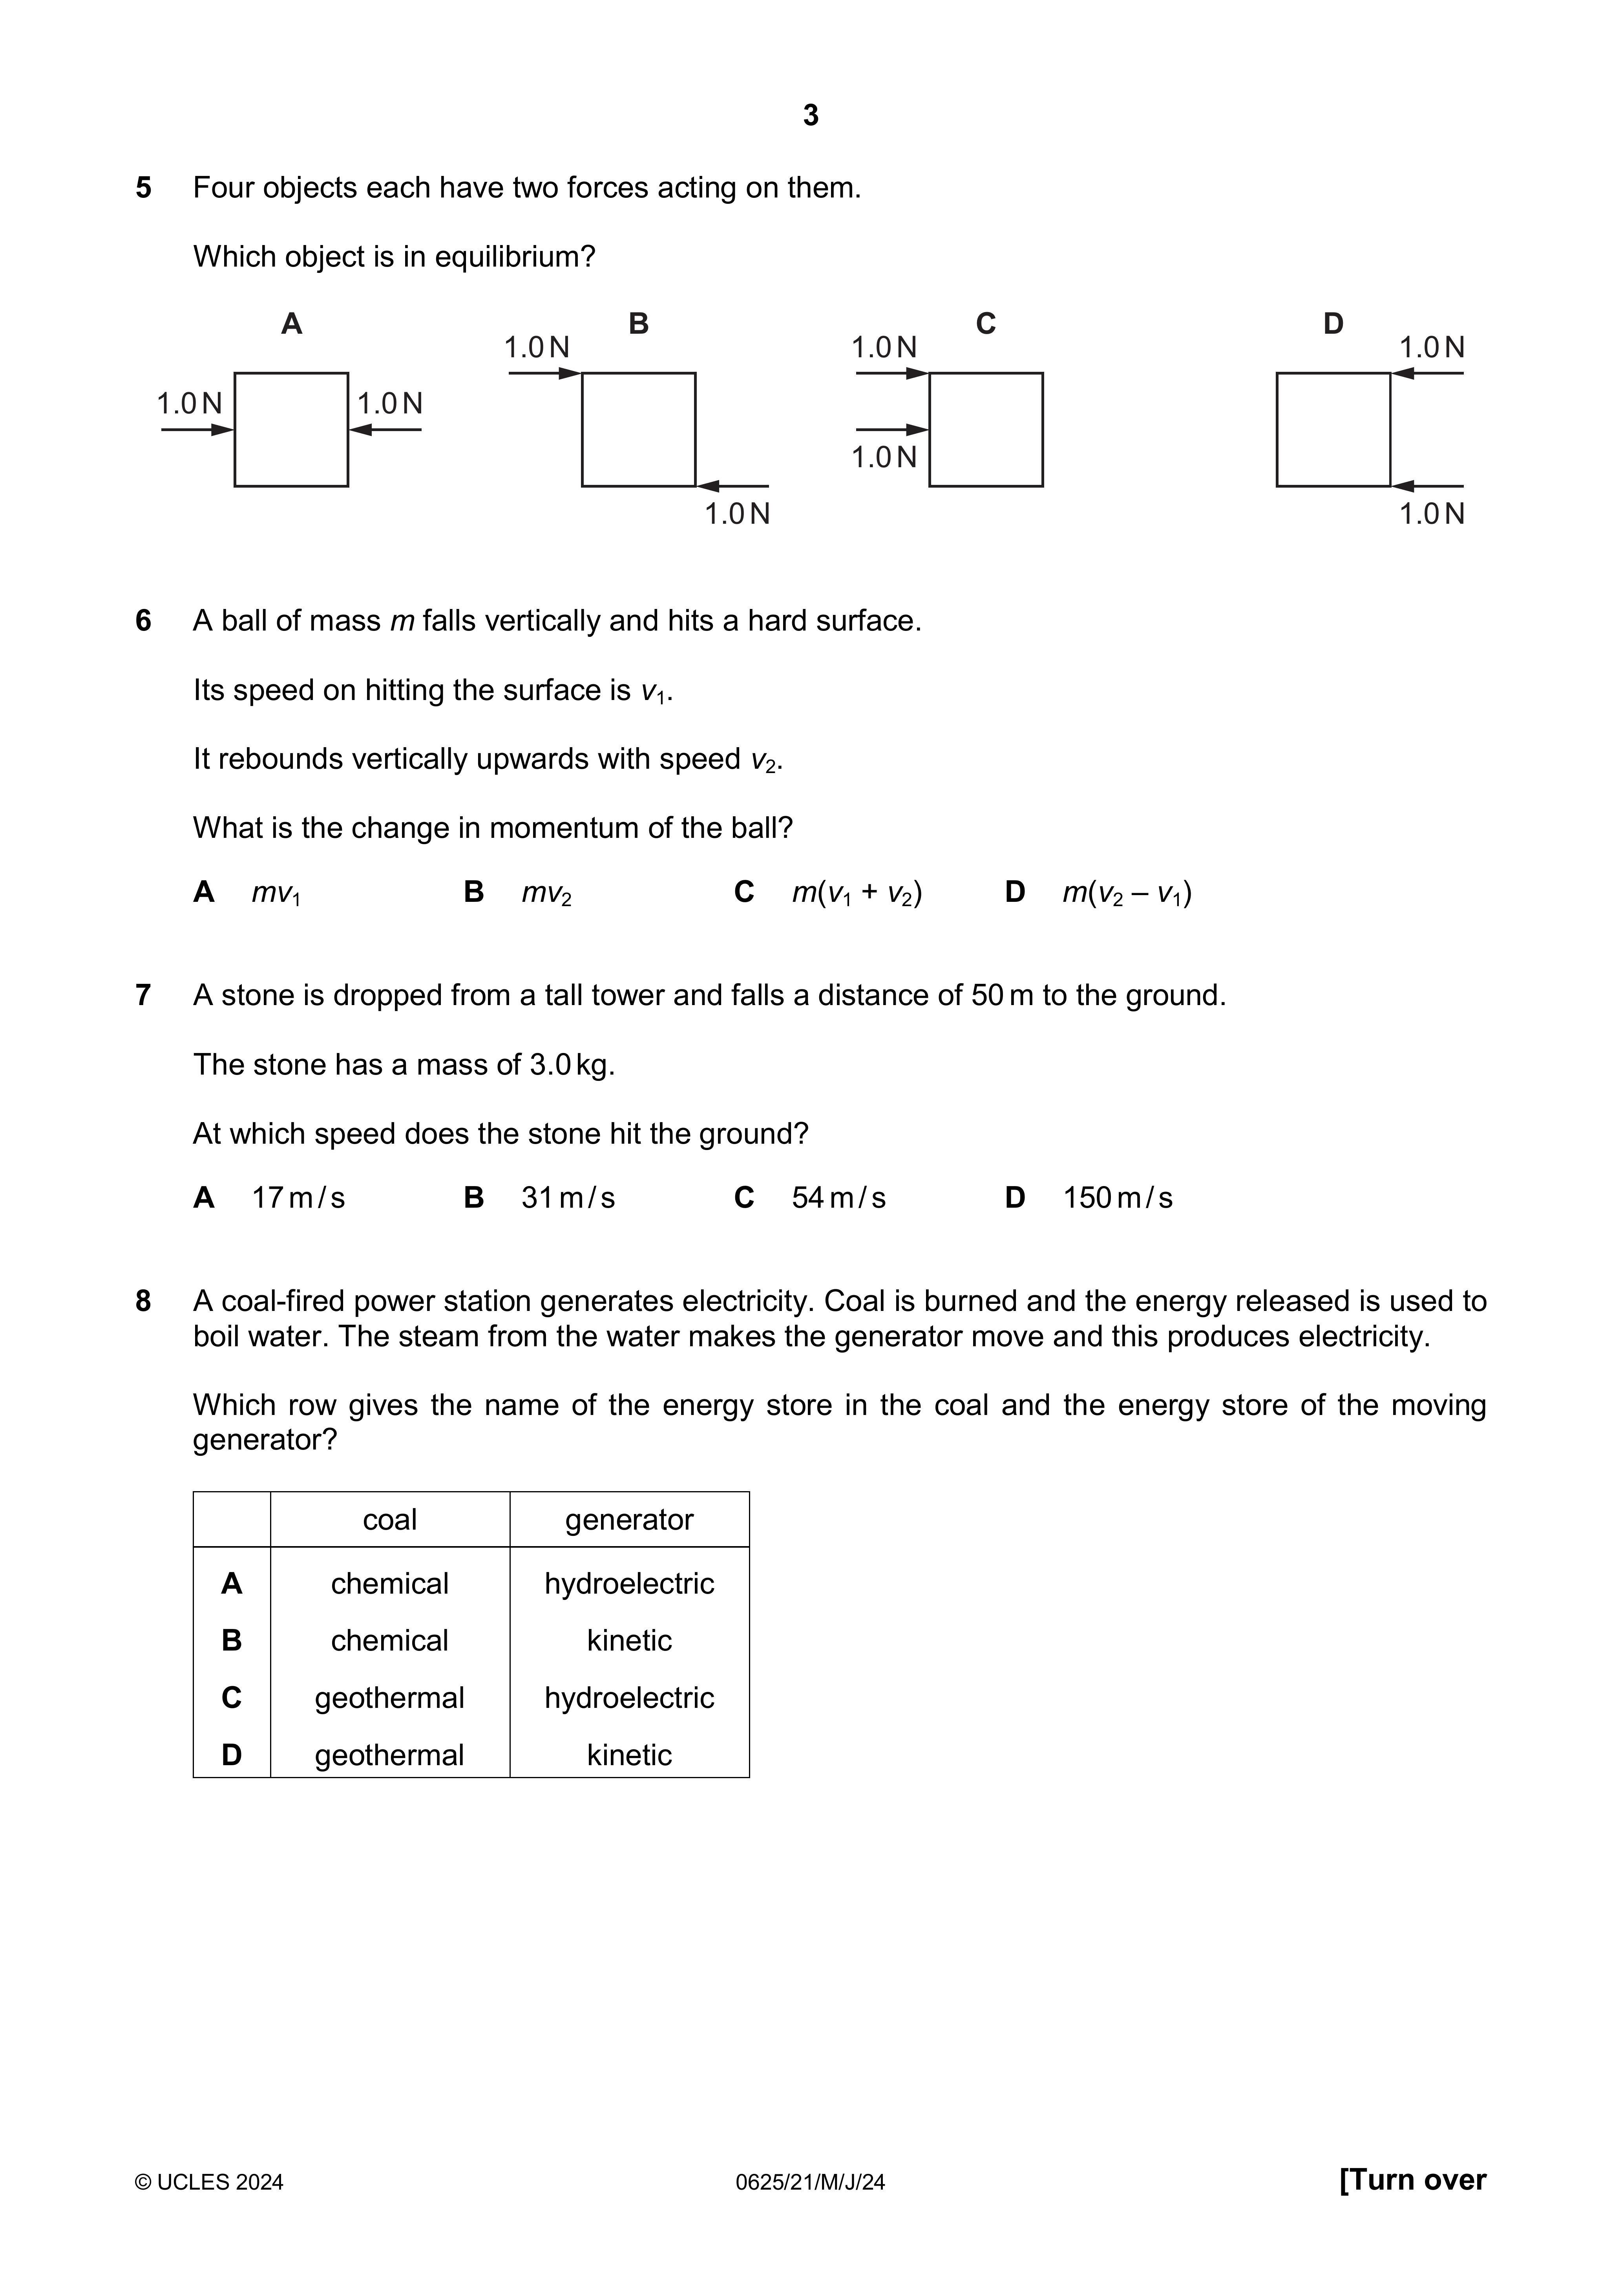 3
5 Four objects each have two forces acting on them.
Which object is in equilibrium?
A B C D
1.0 N 1.0 N 1.0 N
1.0 N 1.0 N
1.0 N
1.0 N 1.0 N
6 A ball of mass m falls vertically and hits a hard surface.
Its speed on hitting the surface is v₁.
It rebounds vertically upwards with speed v₂.
What is the change in momentum of the ball?
A mv₁ B mv₂ C m(v₁ + v₂) D m(v₂ – v₁)
7 A stone is dropped from a tall tower and falls a distance of 50 m to the ground.
The stone has a mass of 3.0 kg.
At which speed does the stone hit the ground?
A 17 m / s B 31 m / s C 54 m / s D 150 m / s
8 A coal-fired power station generates electricity. Coal is burned and the energy released is used to
boil water. The steam from the water makes the generator move and this produces electricity.
Which row gives the name of the energy store in the coal and the energy store of the moving
generator?
coal generator
A chemical hydroelectric
B chemical kinetic
C geothermal hydroelectric
D geothermal kinetic
© UCLES 2024 0625/21/M/J/24 [Turn over